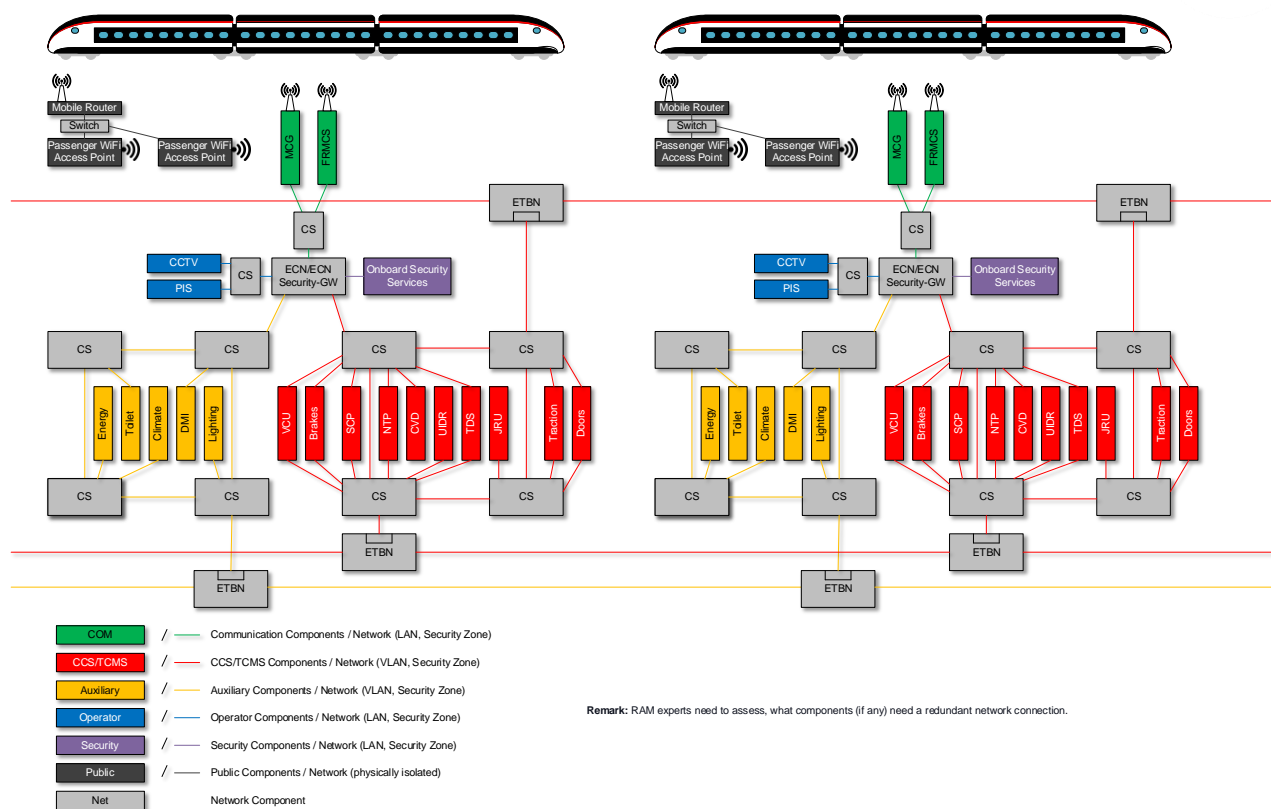 Mobile Router
Switch
Passenger WiFi
Access Point
Passenger WiFi
Access Point
MCG
FRMCS
ETBN
CS
CCTV
PIS
CS
ECN/ECN
Security-GW
Onboard Security
Services
CS
CS
CS
CS
Energy
Toilet
Climate
DMI
Lighting
VCU
Brakes
SCP
NTP
CVD
UIDR
TDS
JRU
Traction
Doors
CS
CS
CS
CS
ETBN
ETBN
Mobile Router
Switch
Passenger WiFi
Access Point
Passenger WiFi
Access Point
MCG
FRMCS
ETBN
CS
CCTV
PIS
CS
ECN/ECN
Security-GW
Onboard Security
Services
CS
CS
CS
CS
Energy
Toilet
Climate
DMI
Lighting
VCU
Brakes
SCP
NTP
CVD
UIDR
TDS
JRU
Traction
Doors
CS
CS
CS
CS
ETBN
ETBN
COM / Communication Components / Network (LAN, Security Zone)
CCS/TCMS / CCS/TCMS Components / Network (VLAN, Security Zone)
Auxiliary / Auxiliary Components / Network (VLAN, Security Zone)
Operator / Operator Components / Network (LAN, Security Zone)
Security / Security Components / Network (LAN, Security Zone)
Public / Public Components / Network (physically isolated)
Net Network Component
Remark: RAM experts need to assess, what components (if any) need a redundant network connection.